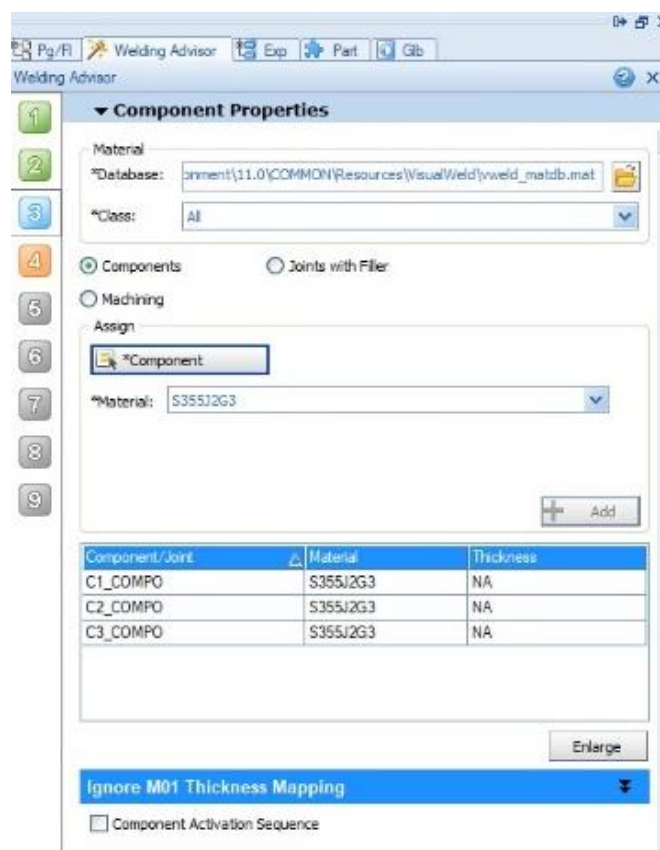 Pg/Fl Welding Advisor Exp Part Glb
Welding Advisor
1
Component Properties
Material
2
*Database: onment\11.0\COMMON\Resources\VisualWeld\vweld_matdb.mat
3
*Class: All
4
Components Joints with Filler
5
Machining
Assign
6
*Component
7
*Material: S355J2G3
8
9
Add
Component/Joint Material Thickness
C1_COMPO S355J2G3 NA
C2_COMPO S355J2G3 NA
C3_COMPO S355J2G3 NA
Enlarge
Ignore M01 Thickness Mapping
Component Activation Sequence